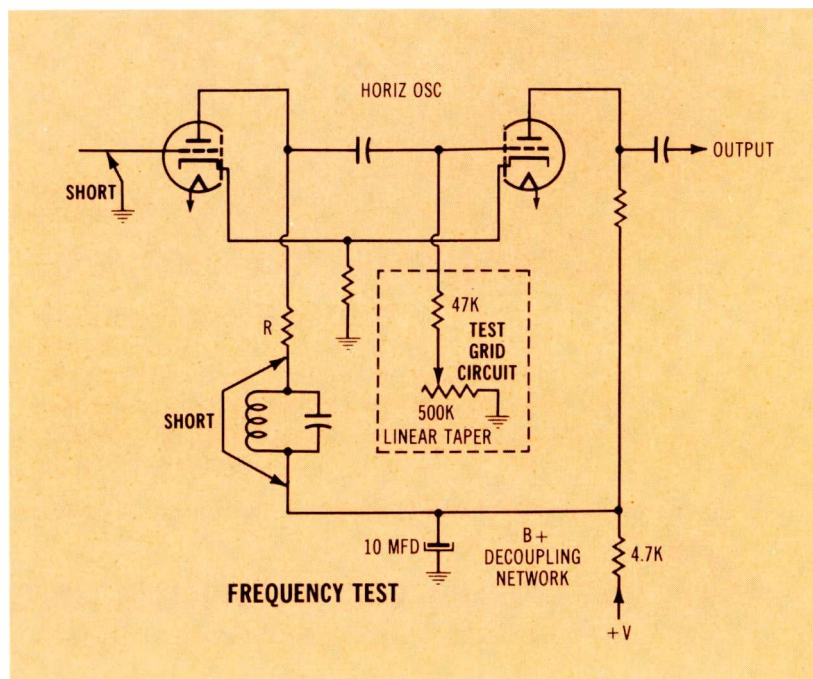 HORIZ OSC
OUTPUT
SHORT
47K
TEST
GRID
CIRCUIT
R
500K
LINEAR TAPER
SHORT
10 MFD
B+
DECOUPLING
NETWORK
4.7K
FREQUENCY TEST
+V